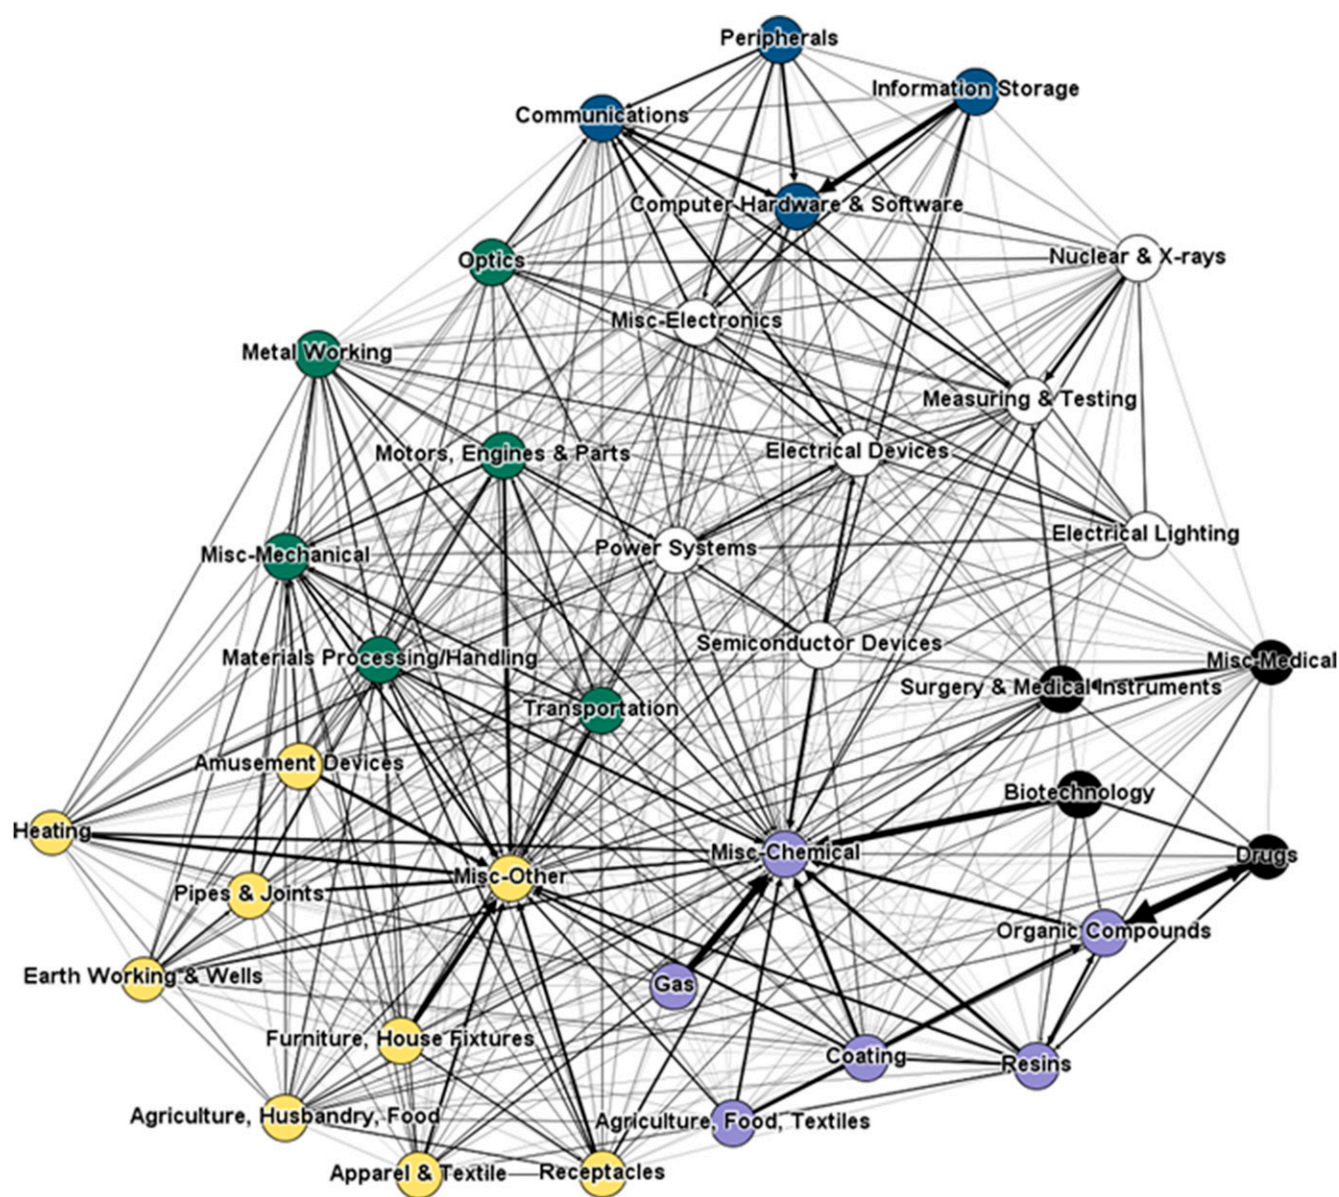 Peripherals
Information Storage
Communications
Computer Hardware & Software
Nuclear & X-rays
Optics
Misc-Electronics
Metal Working
Measuring & Testing
Motors, Engines & Parts
Electrical Devices
Electrical Lighting
Misc-Mechanical
Power Systems
Semiconductor Devices
Materials Processing/Handling
Misc-Medical
Surgery & Medical Instruments
Transportation
Amusement Devices
Biotechnology
Heating
Misc-Chemical
Drugs
Misc-Other
Pipes & Joints
Organic Compounds
Earth Working & Wells
Gas
Furniture, House Fixtures
Coating
Resins
Agriculture, Husbandry, Food
Agriculture, Food, Textiles
Apparel & Textile
Receptacles